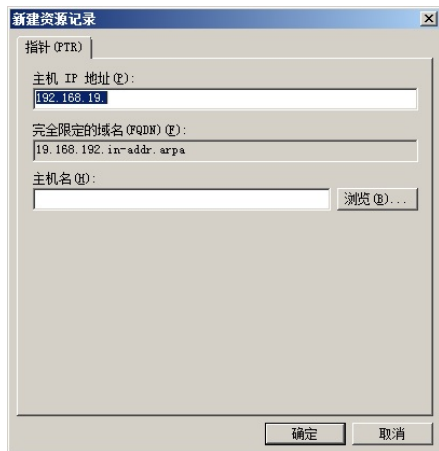 新建资源记录
指针(PTR)
主机 IP 地址(P):
192.168.19.
完全限定的域名(FQDN)(F):
19.168.192.in-addr.arpa
主机名(H):
浏览(B)...
确定
取消